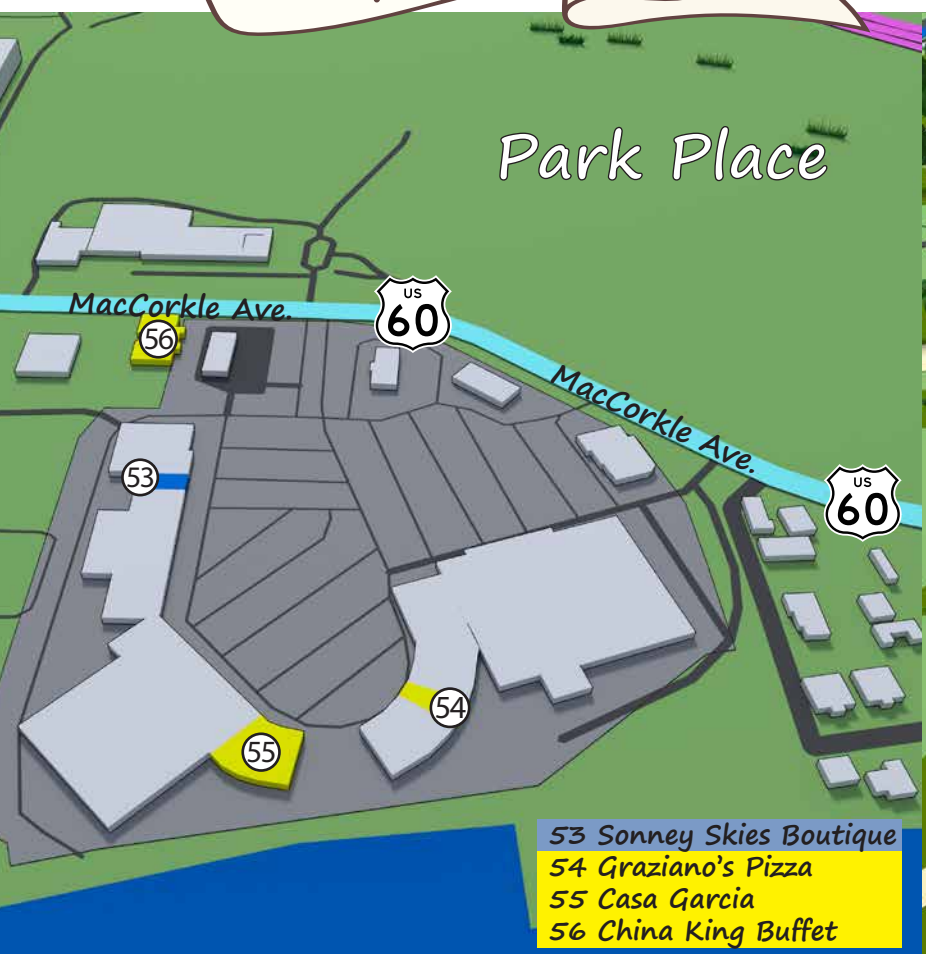 Park Place
MacCorkle Ave.
US
60
56
MacCorkle Ave.
53
US
60
54
55
53 Sonney Skies Boutique
54 Graziano's Pizza
55 Casa Garcia
56 China King Buffet